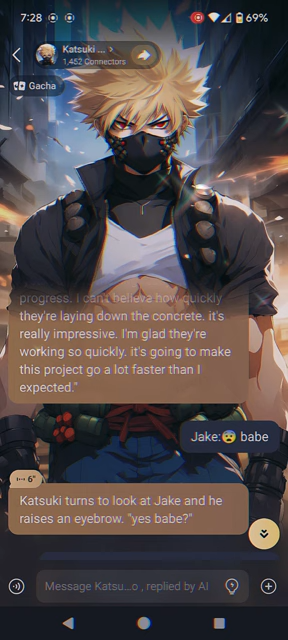 7:28
69%
Katsuki ...
1,452 Connectors
Gacha
progress. I can't believe how quickly
they're laying down the concrete. it's
really impressive. I'm glad they're
working so quickly. it's going to make
this project go a lot faster than I
expected."
Jake:😨 babe
6"
Katsuki turns to look at Jake and he
raises an eyebrow. "yes babe?"
Message Katsu...o , replied by AI